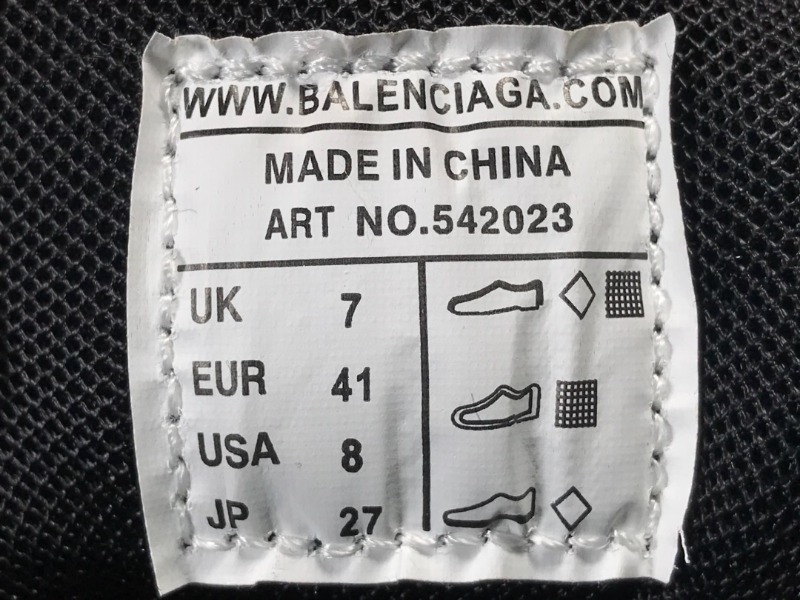 WWW.BALENCIAGA.COM
MADE IN CHINA
ART NO.542023
UK 7
EUR 41
USA 8
JP 27